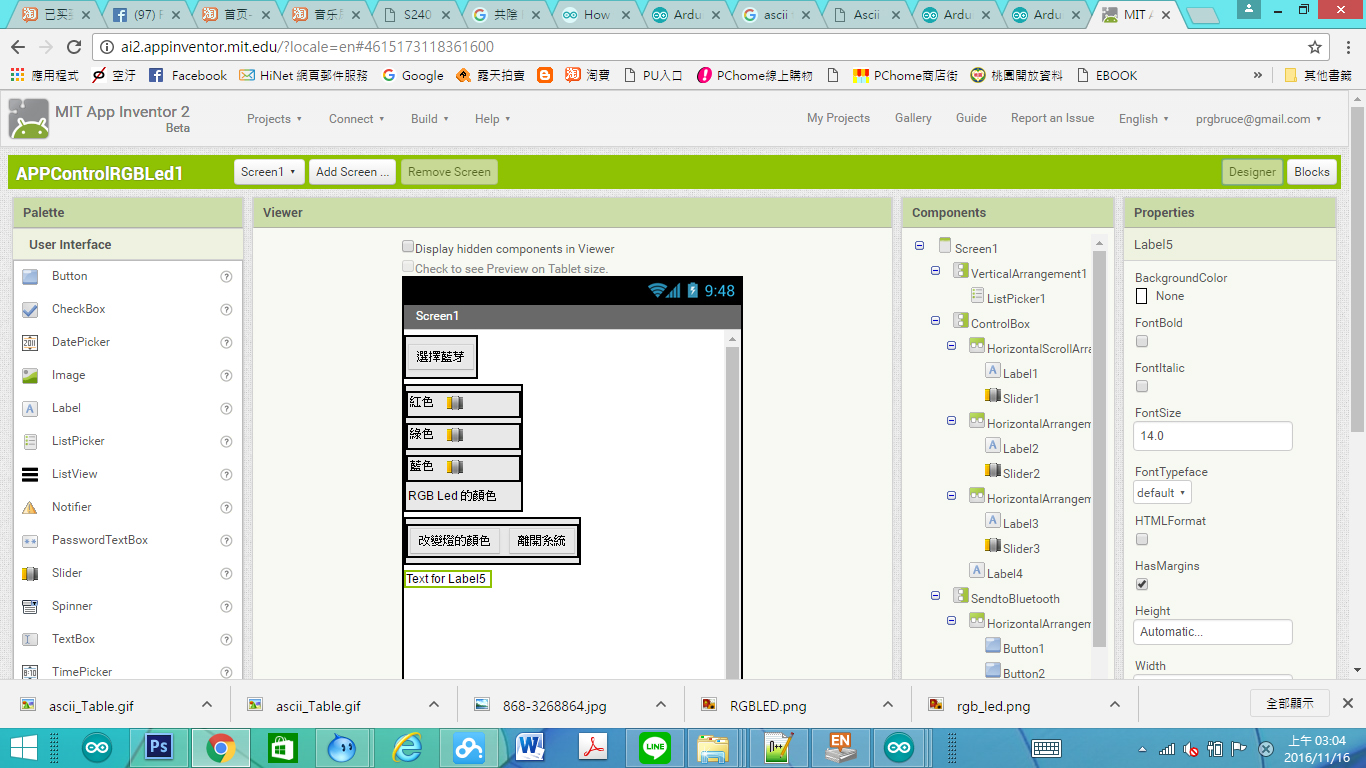 已买到 (97) F 首页- 音乐) S240 共陰 How Ardu ascii Ascii Ardu Ardu MIT A
ai2.appinventor.mit.edu/?locale=en#4615173118361600
應用程式 空汙 Facebook HiNet 網頁郵件服務 Google 露天拍賣 淘寶 PU入口 PChome線上購物 PChome商店街 桃園開放資料 EBOOK » 其他書籤
MIT App Inventor 2
Beta
Projects Connect Build Help My Projects Gallery Guide Report an Issue English prgbruce@gmail.com
APPControlRGBLed1 Screen1 Add Screen ... Remove Screen Designer Blocks
Palette Viewer Components Properties
User Interface
Button
CheckBox
DatePicker
Image
Label
ListPicker
ListView
Notifier
PasswordTextBox
Slider
Spinner
TextBox
TimePicker
Display hidden components in Viewer
Check to see Preview on Tablet size.
9:48
Screen1
選擇藍芽
紅色
綠色
藍色
RGB Led 的顏色
改變燈的顏色 離開系統
Text for Label5
Screen1
VerticalArrangement1
ListPicker1
ControlBox
HorizontalScrollArra
Label1
Slider1
HorizontalArrangem
Label2
Slider2
HorizontalArrangem
Label3
Slider3
Label4
SendtoBluetooth
HorizontalArrangem
Button1
Button2
Label5
BackgroundColor
None
FontBold
FontItalic
FontSize
14.0
FontTypeface
default
HTMLFormat
HasMargins
Height
Automatic...
Width
ascii_Table.gif ascii_Table.gif 868-3268864.jpg RGBLED.png rgb_led.png 全部顯示
Ps W LINE EN
上午 03:04
2016/11/16